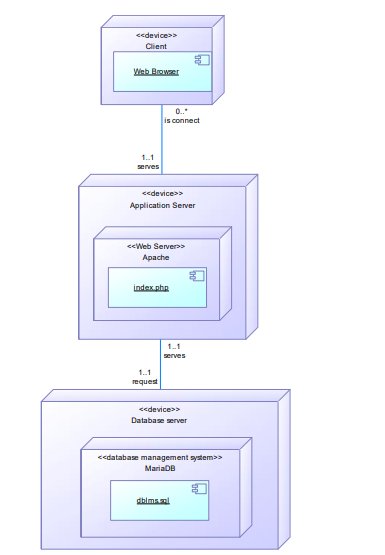 <<device>>
Client
Web Browser
0..*
is connect
1..1
serves
<<device>>
Application Server
<<Web Server>>
Apache
index.php
1..1
serves
1..1
request
<<device>>
Database server
<<database management system>>
MariaDB
dblms.sql